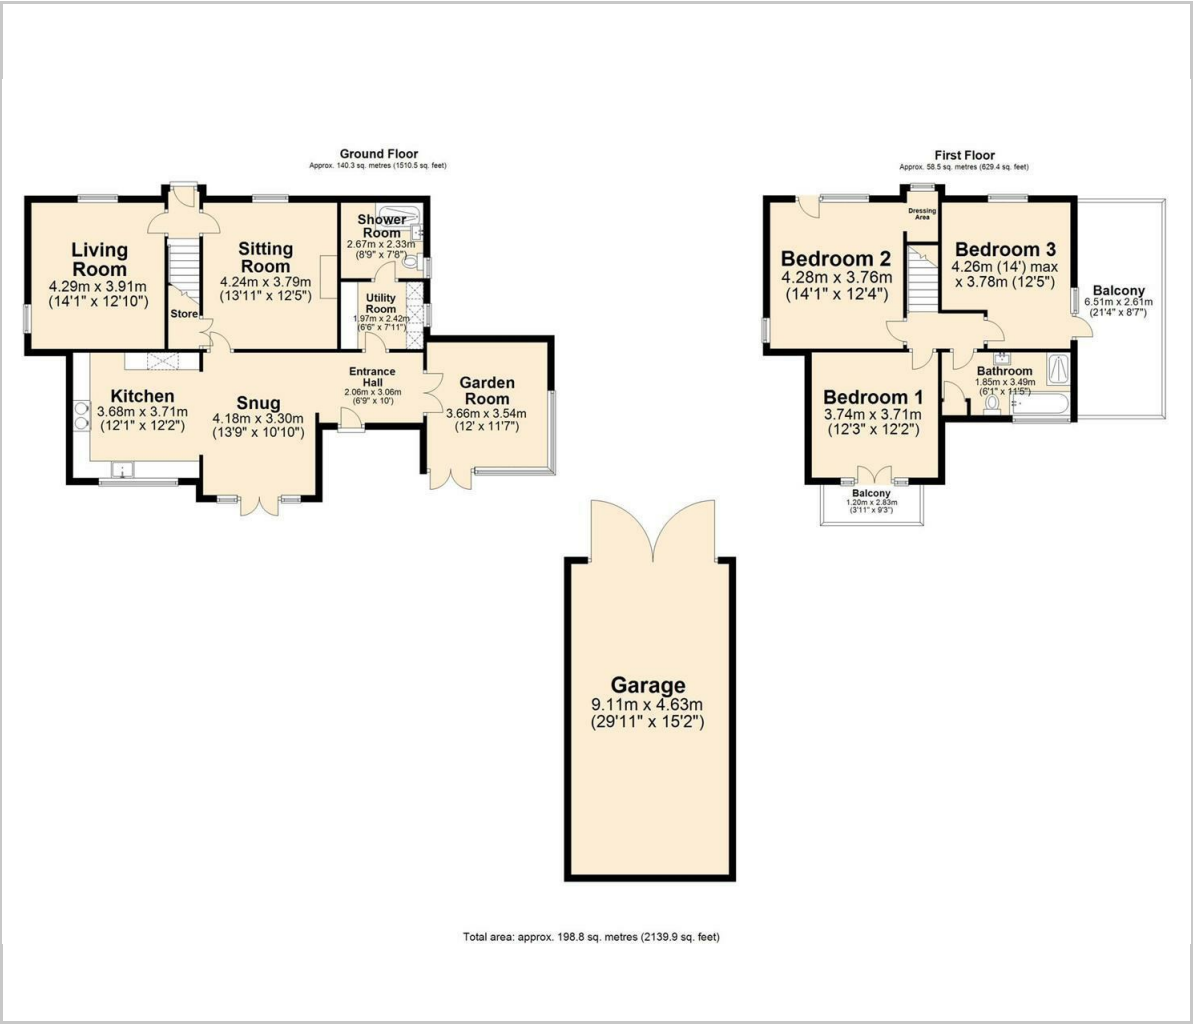 Ground Floor
Approx. 140.3 sq. metres (1510.5 sq. feet)
Living
Room
4.29m x 3.91m
(14'1" x 12'10")
Sitting
Room
4.24m x 3.79m
(13'11" x 12'5")
Shower
Room
2.67m x 2.33m
(8'9" x 7'8")
Utility
Room
1.97m x 2.42m
(6'6" x 7'11")
Store
Kitchen
3.68m x 3.71m
(12'1" x 12'2")
Snug
4.18m x 3.30m
(13'9" x 10'10")
Entrance
Hall
2.06m x 3.06m
(6'9" x 10')
Garden
Room
3.66m x 3.54m
(12' x 11'7")
First Floor
Approx. 58.5 sq. metres (629.4 sq. feet)
Dressing
Area
Bedroom 2
4.28m x 3.76m
(14'1" x 12'4")
Bedroom 3
4.26m (14') max
x 3.78m (12'5")
Balcony
6.51m x 2.61m
(21'4" x 8'7")
Bathroom
1.85m x 3.49m
(6'1" x 11'5")
Bedroom 1
3.74m x 3.71m
(12'3" x 12'2")
Balcony
1.20m x 2.83m
(3'11" x 9'3")
Garage
9.11m x 4.63m
(29'11" x 15'2")
Total area: approx. 198.8 sq. metres (2139.9 sq. feet)